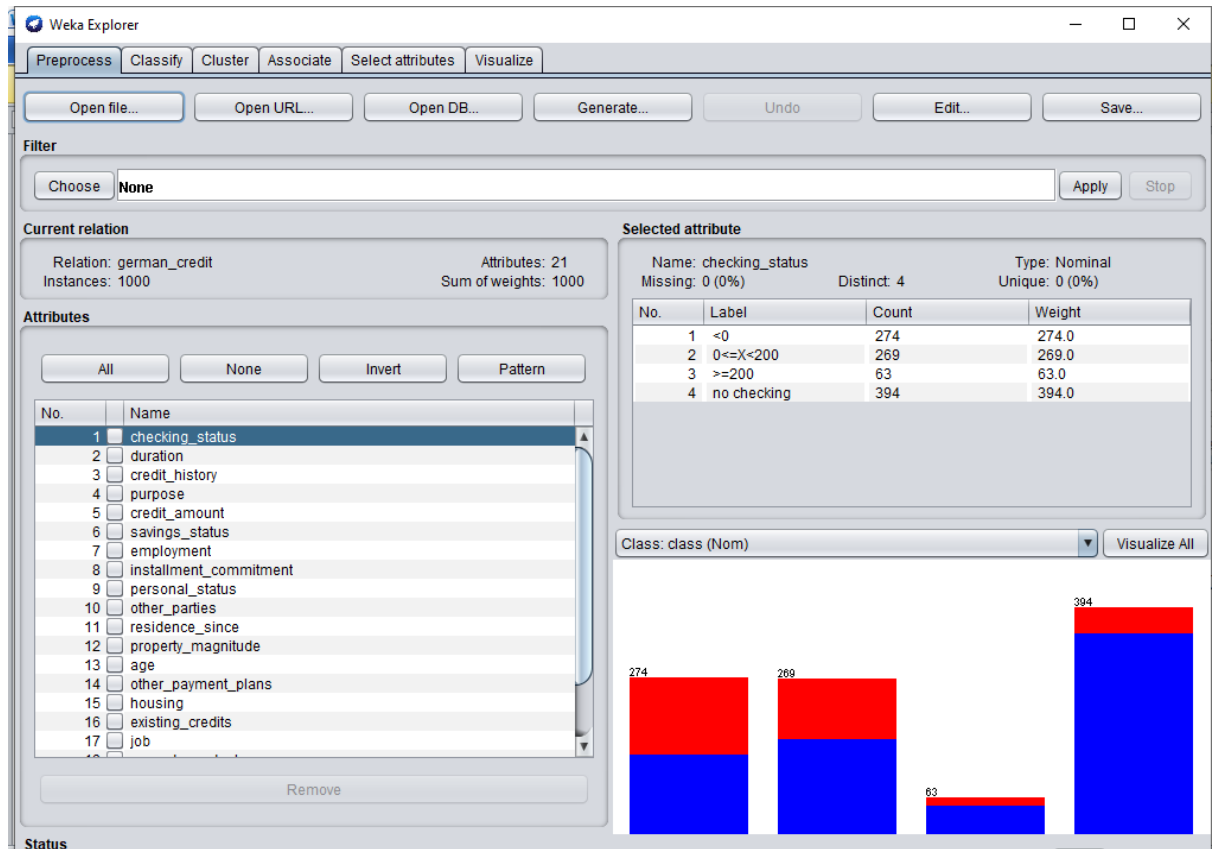 Weka Explorer
Preprocess Classify Cluster Associate Select attributes Visualize
Open file... Open URL... Open DB... Generate... Undo Edit... Save...
Filter
Choose None Apply Stop
Current relation
Relation: german_credit Attributes: 21
Instances: 1000 Sum of weights: 1000
Attributes
All None Invert Pattern
No. Name
1 checking_status
2 duration
3 credit_history
4 purpose
5 credit_amount
6 savings_status
7 employment
8 installment_commitment
9 personal_status
10 other_parties
11 residence_since
12 property_magnitude
13 age
14 other_payment_plans
15 housing
16 existing_credits
17 job
Remove
Status
Selected attribute
Name: checking_status Type: Nominal
Missing: 0 (0%) Distinct: 4 Unique: 0 (0%)
No. Label Count Weight
1 <0 274 274.0
2 0<=X<200 269 269.0
3 >=200 63 63.0
4 no checking 394 394.0
Class: class (Nom) Visualize All
274 269 63 394